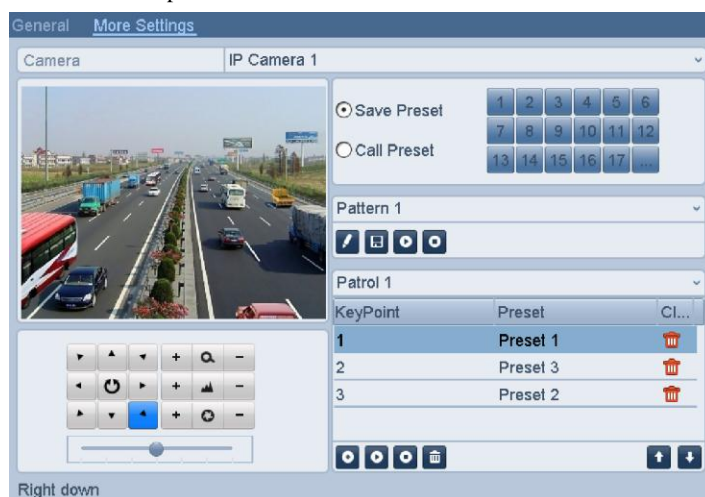 General More Settings
Camera IP Camera 1
Save Preset
Call Preset
1 2 3 4 5 6
7 8 9 10 11 12
13 14 15 16 17 ...
Pattern 1
Patrol 1
KeyPoint Preset Cl...
1 Preset 1
2 Preset 3
3 Preset 2
Right down